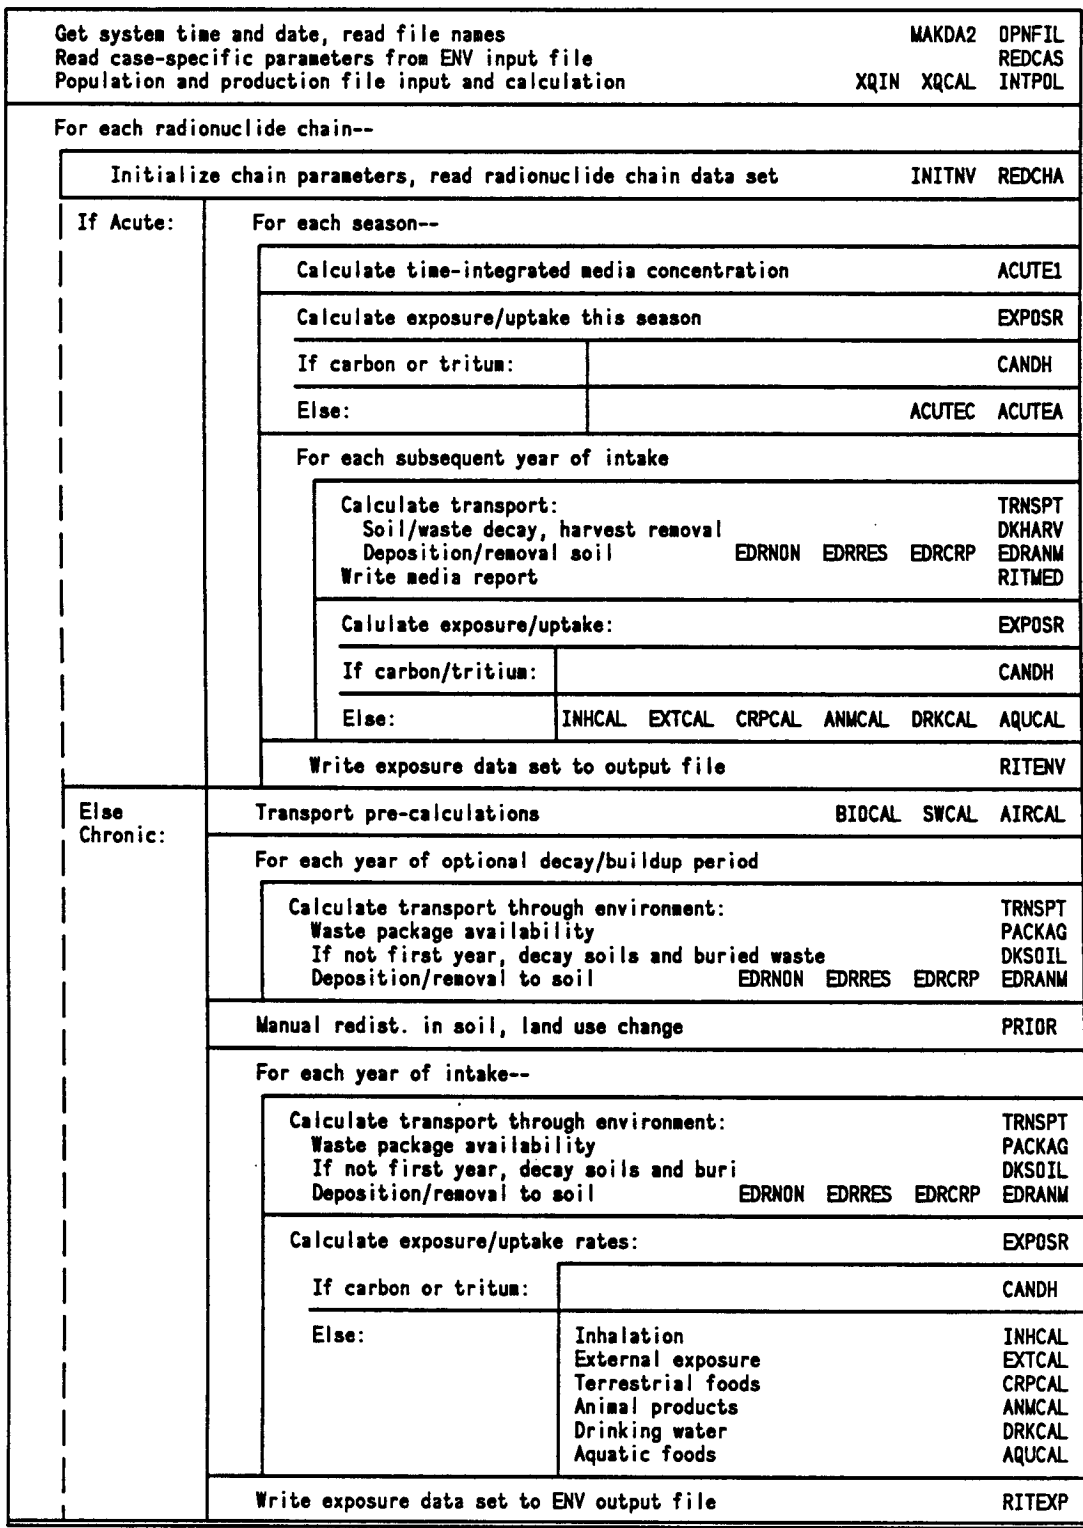 Get system time and date, read file names MAKDA2 OPNFIL
Read case-specific parameters from ENV input file REDCAS
Population and production file input and calculation XQIN XQCAL INTPOL
For each radionuclide chain--
Initialize chain parameters, read radionuclide chain data set INITNV REDCHA
If Acute: For each season--
Calculate time-integrated media concentration ACUTE1
Calculate exposure/uptake this season EXPOSR
If carbon or tritum: CANDH
Else: ACUTEC ACUTEA
For each subsequent year of intake
Calculate transport: TRNSPT
Soil/waste decay, harvest removal DKHARV
Deposition/removal soil EDRNON EDRRES EDRCRP EDRANM
Write media report RITMED
Calulate exposure/uptake: EXPOSR
If carbon/tritium: CANDH
Else: INHCAL EXTCAL CRPCAL ANMCAL DRKCAL AQUCAL
Write exposure data set to output file RITENV
Else Transport pre-calculations BIOCAL SWCAL AIRCAL
Chronic:
For each year of optional decay/buildup period
Calculate transport through environment: TRNSPT
Waste package availability PACKAG
If not first year, decay soils and buried waste DKSOIL
Deposition/removal to soil EDRNON EDRRES EDRCRP EDRANM
Manual redist. in soil, land use change PRIOR
For each year of intake--
Calculate transport through environment: TRNSPT
Waste package availability PACKAG
If not first year, decay soils and buri DKSOIL
Deposition/removal to soil EDRNON EDRRES EDRCRP EDRANM
Calculate exposure/uptake rates: EXPOSR
If carbon or tritum: CANDH
Else: Inhalation INHCAL
External exposure EXTCAL
Terrestrial foods CRPCAL
Animal products ANMCAL
Drinking water DRKCAL
Aquatic foods AQUCAL
Write exposure data set to ENV output file RITEXP